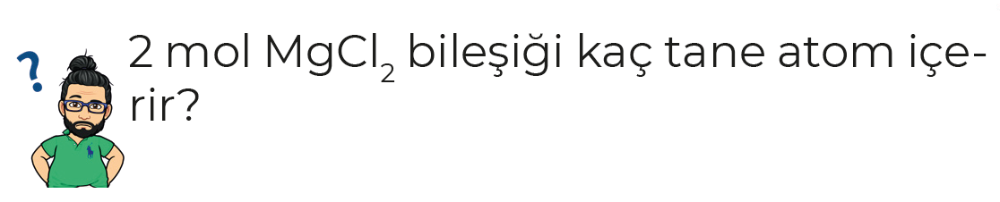 2 mol MgCl₂ bileşiği kaç tane atom içe-
rir?